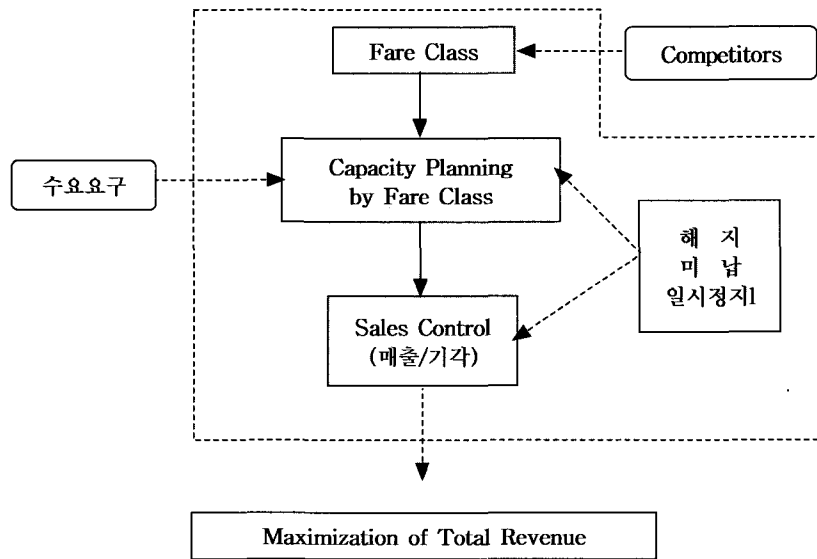 Fare Class
Competitors
Capacity Planning
by Fare Class
수요요구
해 지
미 납
일시정지1
Sales Control
(매출/기각)
Maximization of Total Revenue